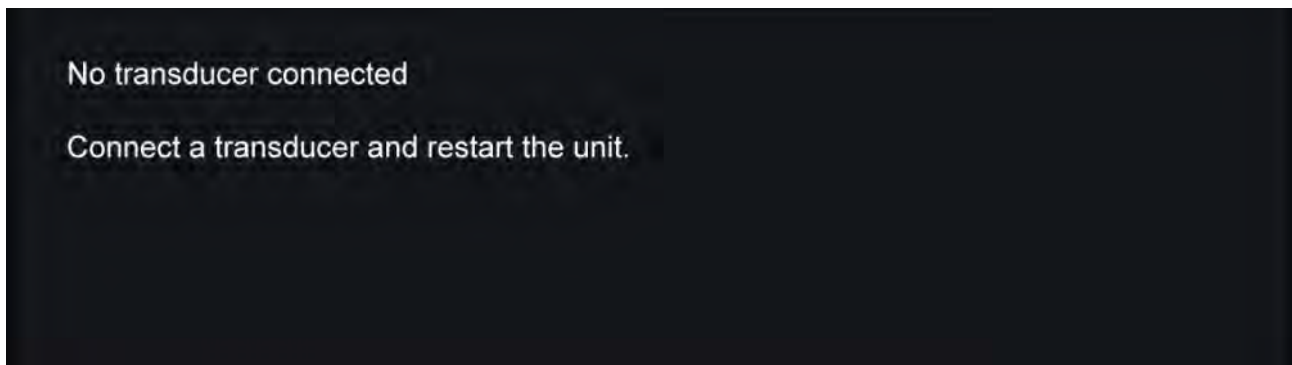 No transducer connected
Connect a transducer and restart the unit.